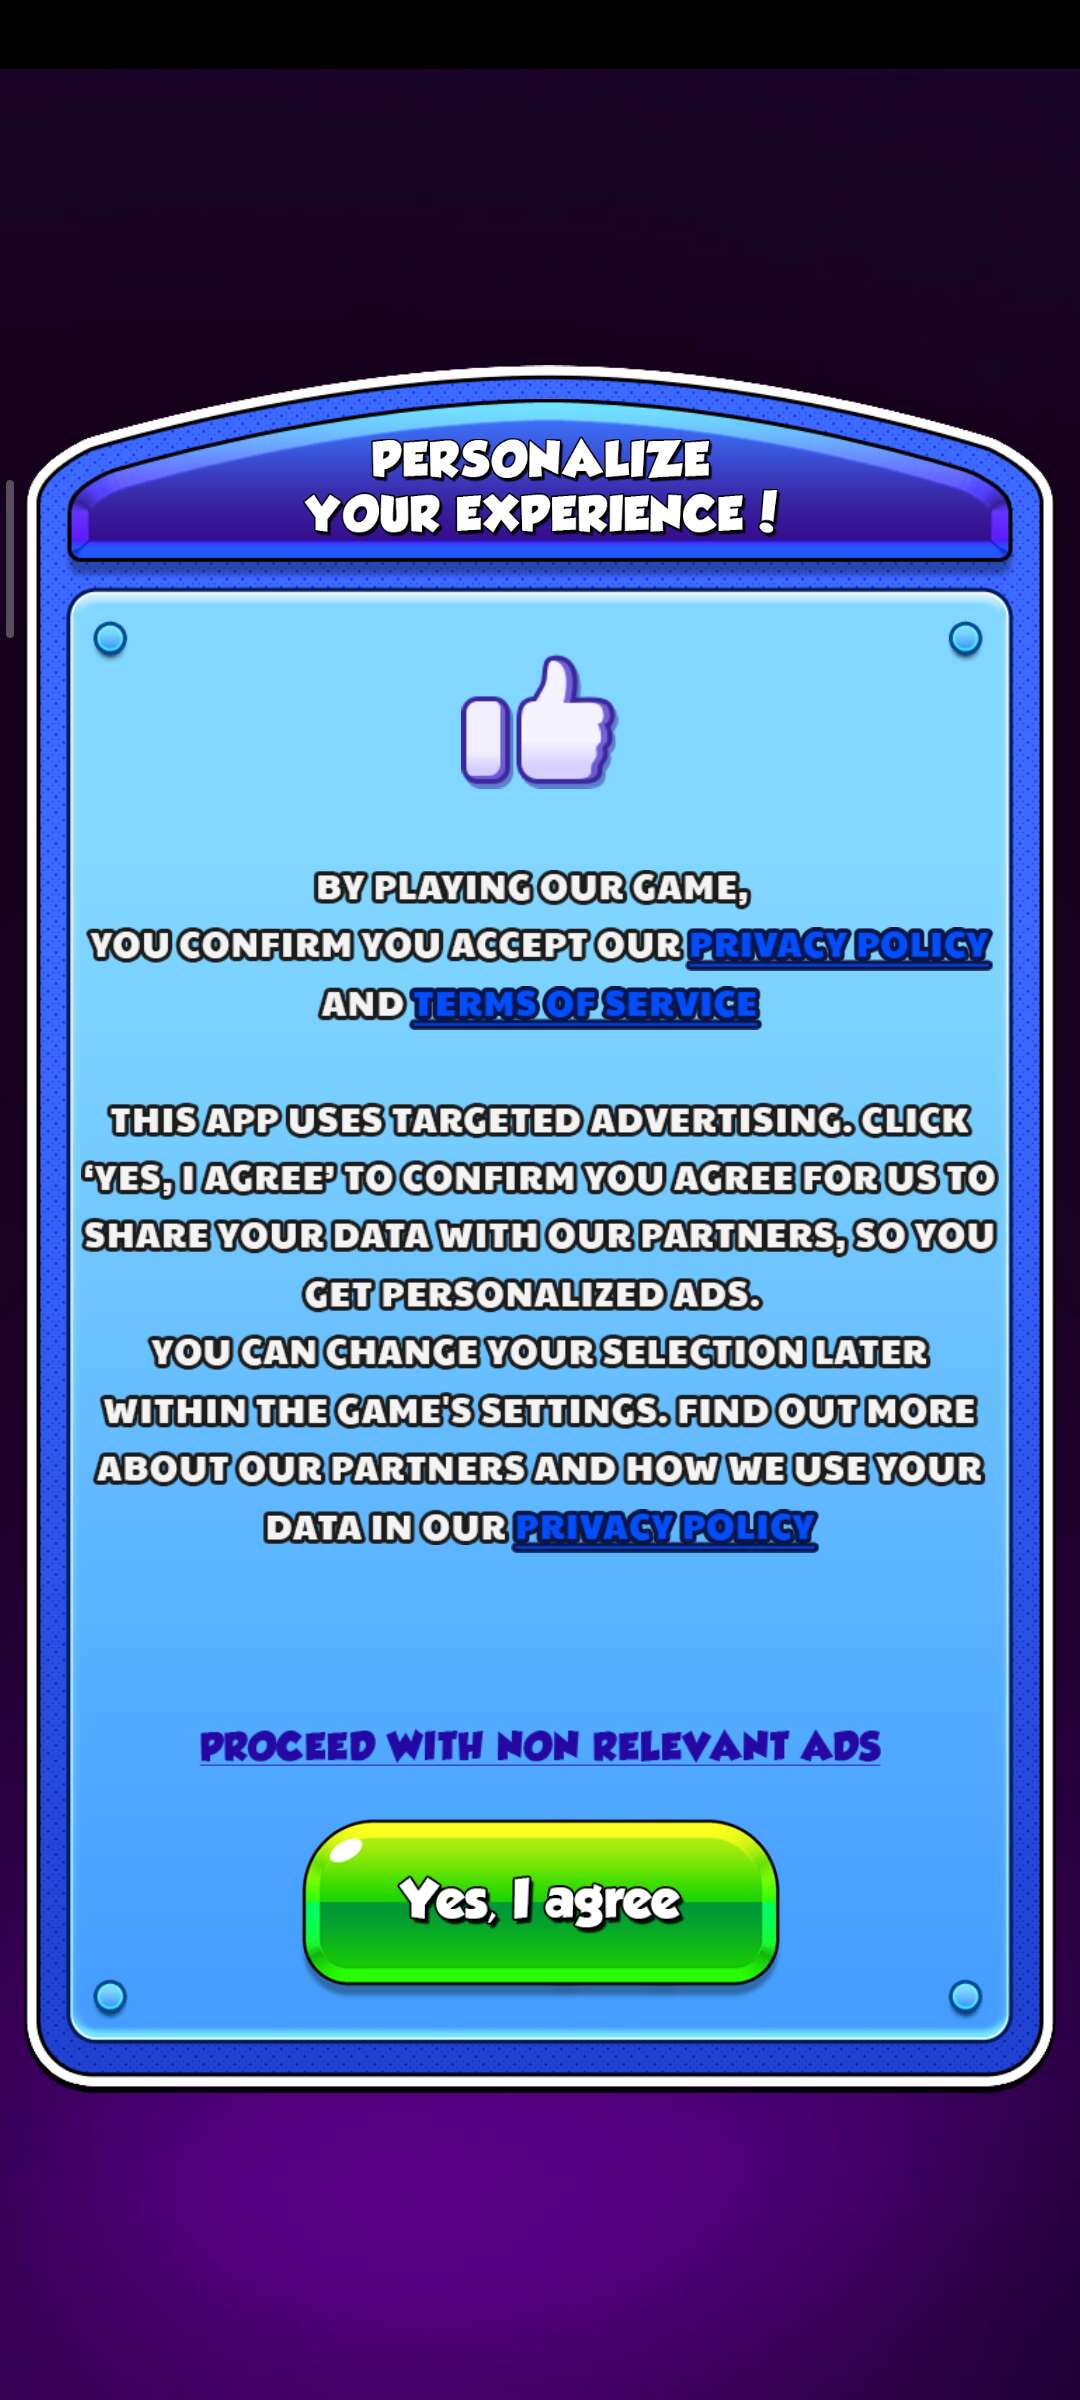 PERSONALIZE
YOUR EXPERIENCE!
BY PLAYING OUR GAME,
YOU CONFIRM YOU ACCEPT OUR PRIVACY POLICY
AND TERMS OF SERVICE
THIS APP USES TARGETED ADVERTISING. CLICK
‘YES, I AGREE’ TO CONFIRM YOU AGREE FOR US TO
SHARE YOUR DATA WITH OUR PARTNERS, SO YOU
GET PERSONALIZED ADS.
YOU CAN CHANGE YOUR SELECTION LATER
WITHIN THE GAME'S SETTINGS. FIND OUT MORE
ABOUT OUR PARTNERS AND HOW WE USE YOUR
DATA IN OUR PRIVACY POLICY
PROCEED WITH NON RELEVANT ADS
Yes, I agree